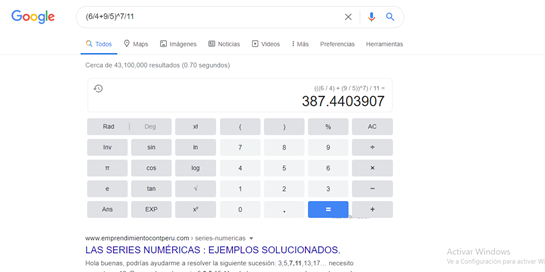 Google
(6/4+9/5)^7/11
Todos
Maps
Imágenes
Noticias
Videos
Más
Preferencias
Herramientas
Cerca de 43,100,000 resultados (0.70 segundos)
(((6 / 4) + (9 / 5))^7) / 11 =
387.4403907
Rad | Deg x! ( ) % AC
Inv sin ln 7 8 9 ÷
π cos log 4 5 6 ×
e tan √ 1 2 3 −
Ans EXP xʸ 0 . = +
www.emprendimientocontperu.com › series-numericas
LAS SERIES NUMÉRICAS : EJEMPLOS SOLUCIONADOS.
Hola buenas, podrías ayudarme a resolver la siguiente sucesión: 3,5,7,11,13,17... necesito
Activar Windows
Ve a Configuración para activar Wi